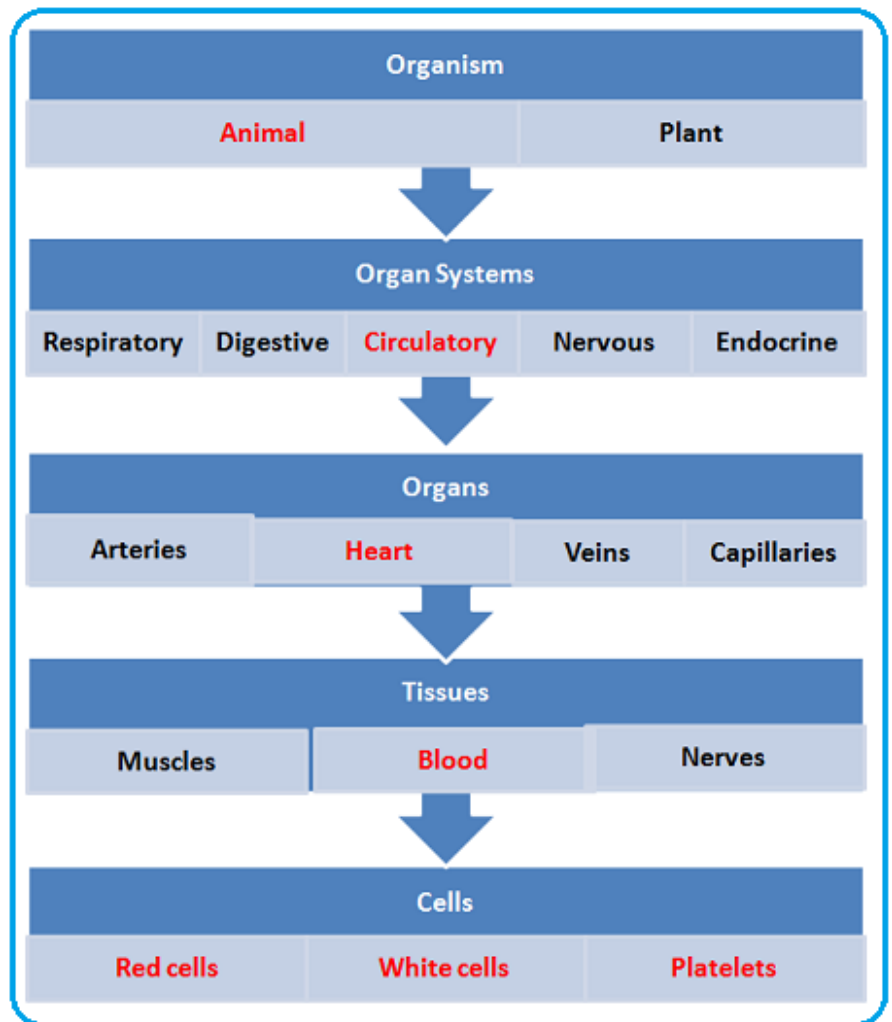 Organism
Animal Plant
Organ Systems
Respiratory Digestive Circulatory Nervous Endocrine
Organs
Arteries Heart Veins Capillaries
Tissues
Muscles Blood Nerves
Cells
Red cells White cells Platelets